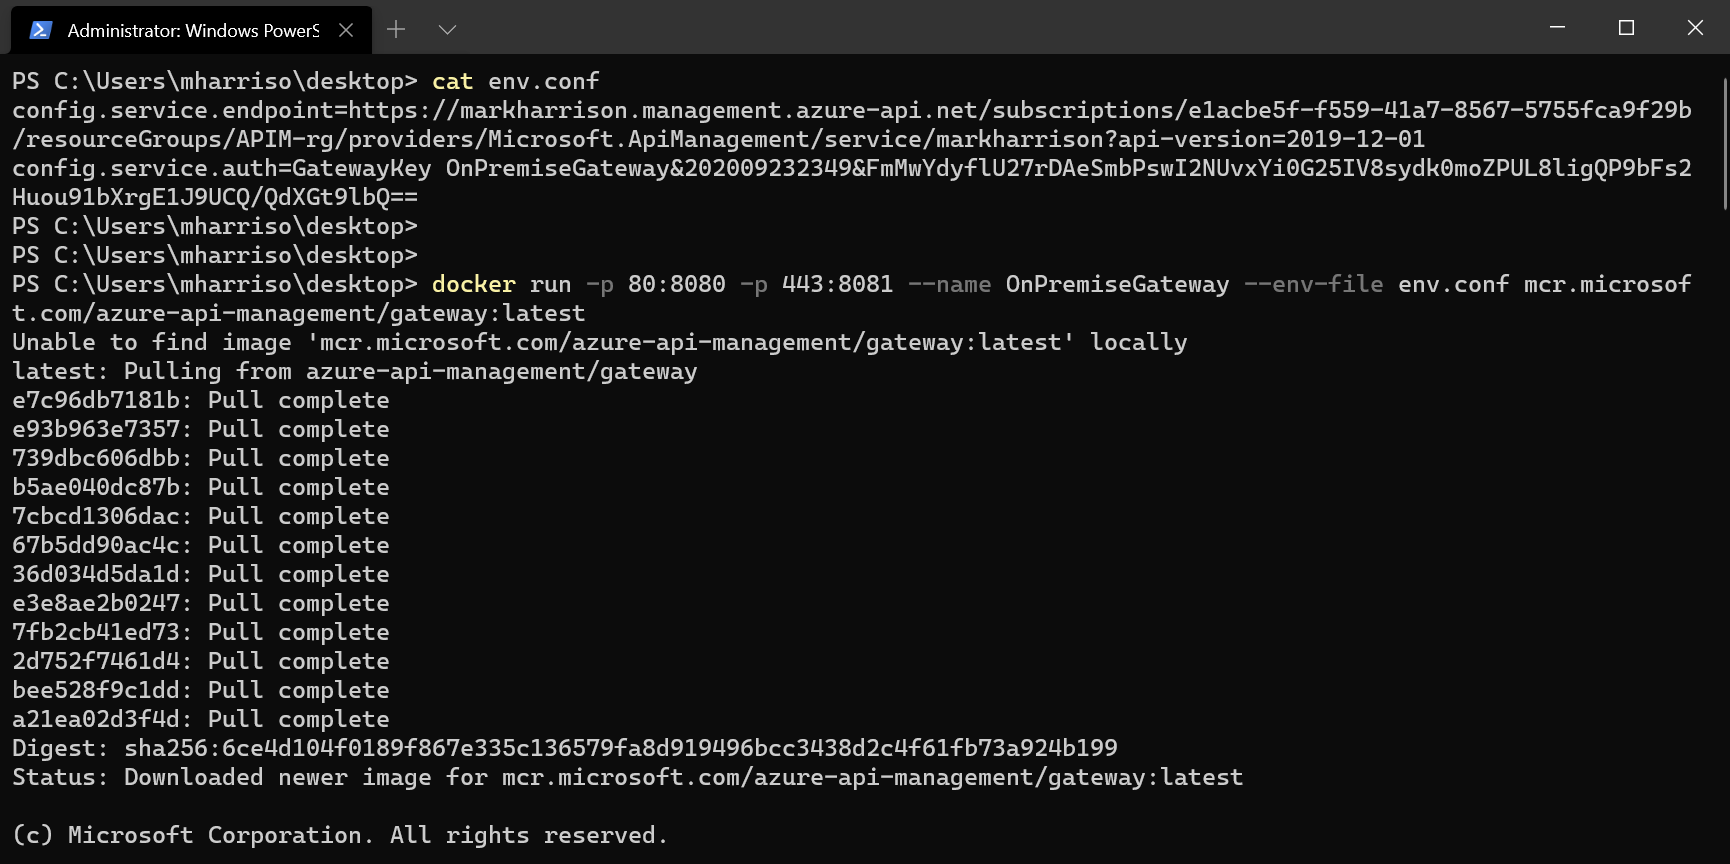 Administrator: Windows PowerS
PS C:\Users\mharriso\desktop> cat env.conf
config.service.endpoint=https://markharrison.management.azure-api.net/subscriptions/e1acbe5f-f559-41a7-8567-5755fca9f29b
/resourceGroups/APIM-rg/providers/Microsoft.ApiManagement/service/markharrison?api-version=2019-12-01
config.service.auth=GatewayKey OnPremiseGateway&202009232349&FmMwYdyflU27rDAeSmbPswI2NUvxYi0G25IV8sydk0moZPUL8ligQP9bFs2
Huou91bXrgE1J9UCQ/QdXGt9lbQ==
PS C:\Users\mharriso\desktop>
PS C:\Users\mharriso\desktop>
PS C:\Users\mharriso\desktop> docker run -p 80:8080 -p 443:8081 --name OnPremiseGateway --env-file env.conf mcr.microsof
t.com/azure-api-management/gateway:latest
Unable to find image 'mcr.microsoft.com/azure-api-management/gateway:latest' locally
latest: Pulling from azure-api-management/gateway
e7c96db7181b: Pull complete
e93b963e7357: Pull complete
739dbc606dbb: Pull complete
b5ae040dc87b: Pull complete
7cbcd1306dac: Pull complete
67b5dd90ac4c: Pull complete
36d034d5da1d: Pull complete
e3e8ae2b0247: Pull complete
7fb2cb41ed73: Pull complete
2d752f7461d4: Pull complete
bee528f9c1dd: Pull complete
a21ea02d3f4d: Pull complete
Digest: sha256:6ce4d104f0189f867e335c136579fa8d919496bcc3438d2c4f61fb73a924b199
Status: Downloaded newer image for mcr.microsoft.com/azure-api-management/gateway:latest
(c) Microsoft Corporation. All rights reserved.